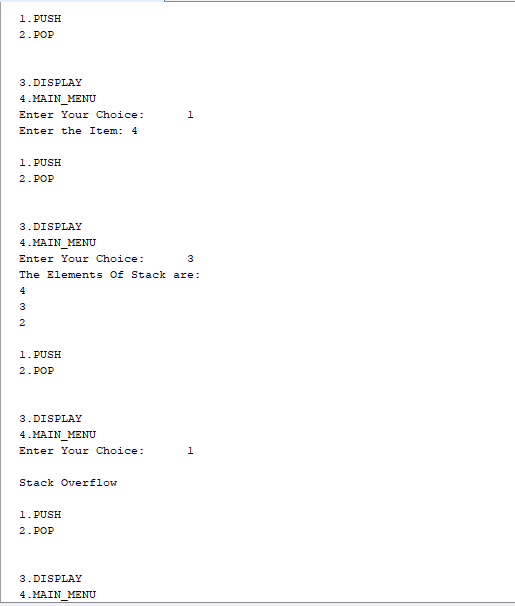 1.PUSH
2.POP
3.DISPLAY
4.MAIN_MENU
Enter Your Choice: 1
Enter the Item: 4
1.PUSH
2.POP
3.DISPLAY
4.MAIN_MENU
Enter Your Choice: 3
The Elements Of Stack are:
4
3
2
1.PUSH
2.POP
3.DISPLAY
4.MAIN_MENU
Enter Your Choice: 1
Stack Overflow
1.PUSH
2.POP
3.DISPLAY
4.MAIN_MENU